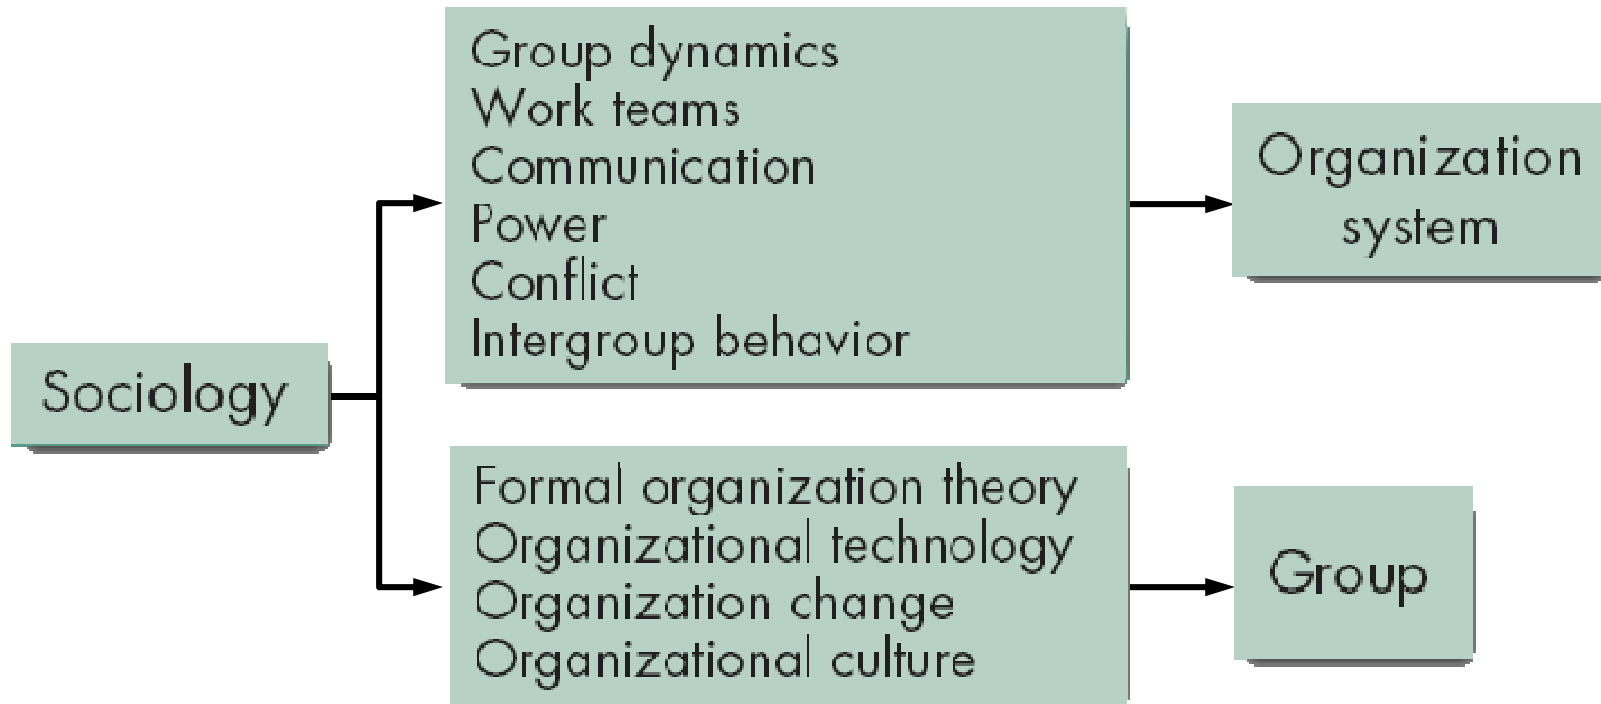 Sociology
Group dynamics
Work teams
Communication
Power
Conflict
Intergroup behavior
Organization
system
Formal organization theory
Organizational technology
Organization change
Organizational culture
Group